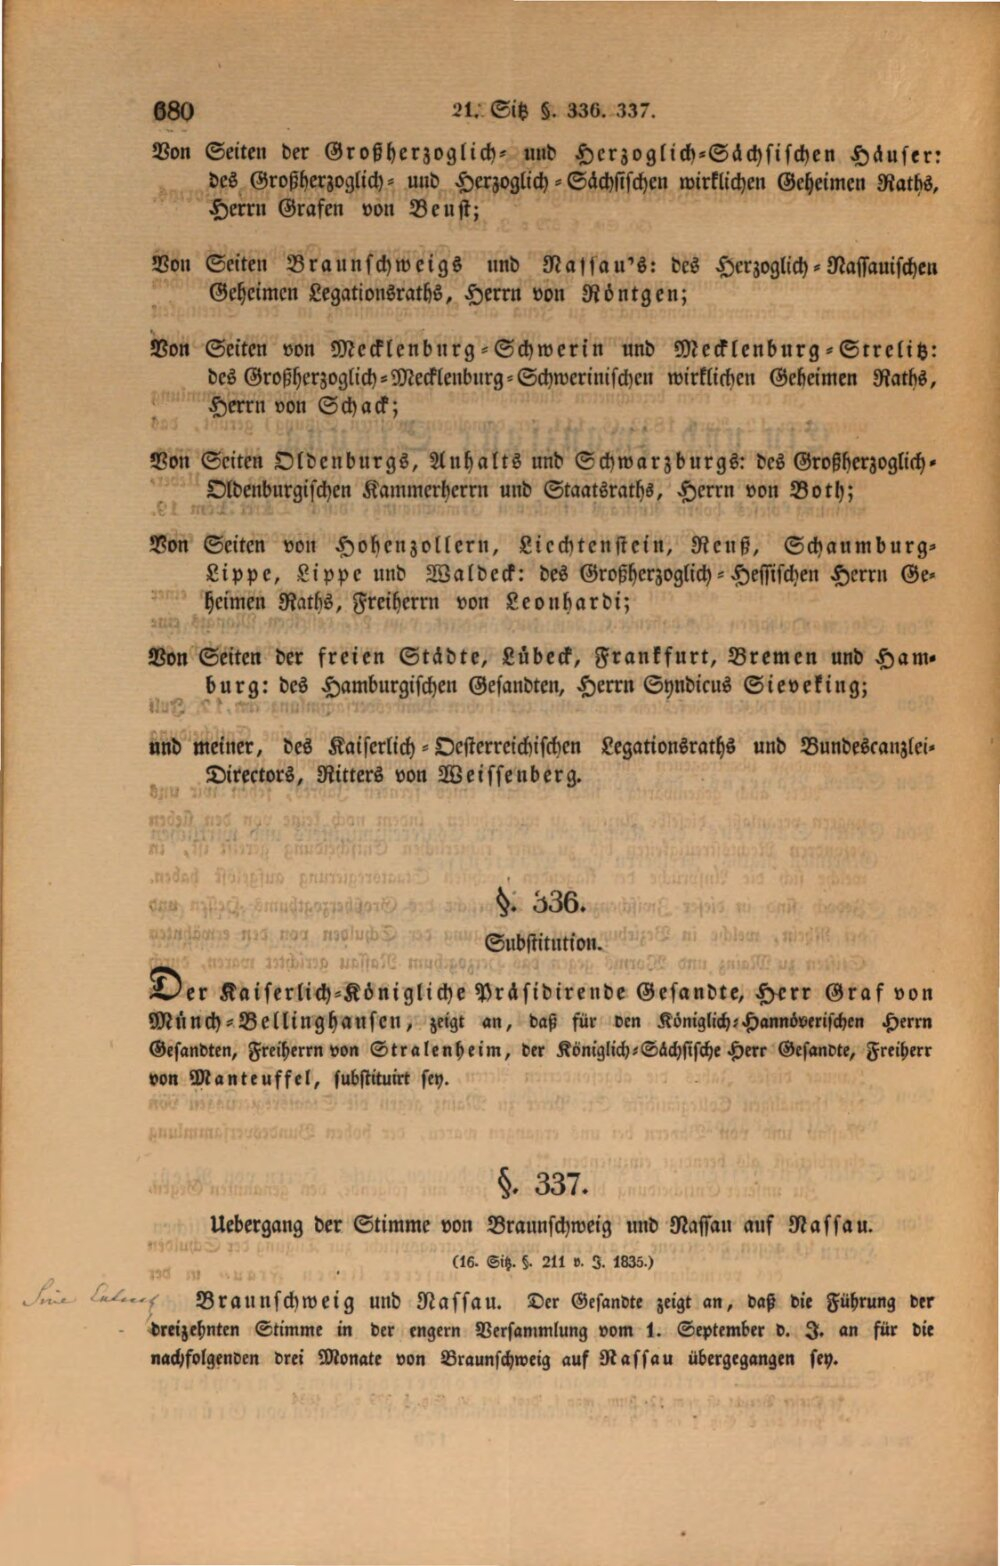 680
21. Sitz §. 336. 337.
Von Seiten der Großherzoglich- und Herzoglich-Sächsischen Häuser:
des Großherzoglich- und Herzoglich-Sächsischen wirklichen Geheimen Raths,
Herrn Grafen von Beust;
Von Seiten Braunschweigs und Nassau's: des Herzoglich-Nassauischen
Geheimen Legationsraths, Herrn von Röntgen;
Von Seiten von Mecklenburg-Schwerin und Mecklenburg-Strelitz:
des Großherzoglich-Mecklenburg-Schwerinischen wirklichen Geheimen Raths,
Herrn von Schack;
Von Seiten Oldenburgs, Anhalts und Schwarzburgs: des Großherzoglich-
Oldenburgischen Kammerherrn und Staatsraths, Herrn von Both;
Von Seiten von Hohenzollern, Liechtenstein, Reuß, Schaumburg-
Lippe, Lippe und Waldeck: des Großherzoglich-Hessischen Herrn Ge-
heimen Raths, Freiherrn von Leonhardi;
Von Seiten der freien Städte, Lübeck, Frankfurt, Bremen und Ham-
burg: des Hamburgischen Gesandten, Herrn Syndicus Sieveking;
und meiner, des Kaiserlich-Oesterreichischen Legationsraths und Bundescanzlei-
Directors, Ritters von Weissenberg.
§. 336.
Substitution.
Der Kaiserlich-Königliche Präsidirende Gesandte, Herr Graf von
Münch-Bellinghausen, zeigt an, daß für den Königlich-Hannöverischen Herrn
Gesandten, Freiherrn von Stralenheim, der Königlich-Sächsische Herr Gesandte, Freiherr
von Manteuffel, substituirt sey.
§. 337.
Uebergang der Stimme von Braunschweig und Nassau auf Nassau.
(16. Sitz. §. 211 v. J. 1835.)
Braunschweig und Nassau. Der Gesandte zeigt an, daß die Führung der
dreizehnten Stimme in der engern Versammlung vom 1. September d. J. an für die
nachfolgenden drei Monate von Braunschweig auf Nassau übergegangen sey.